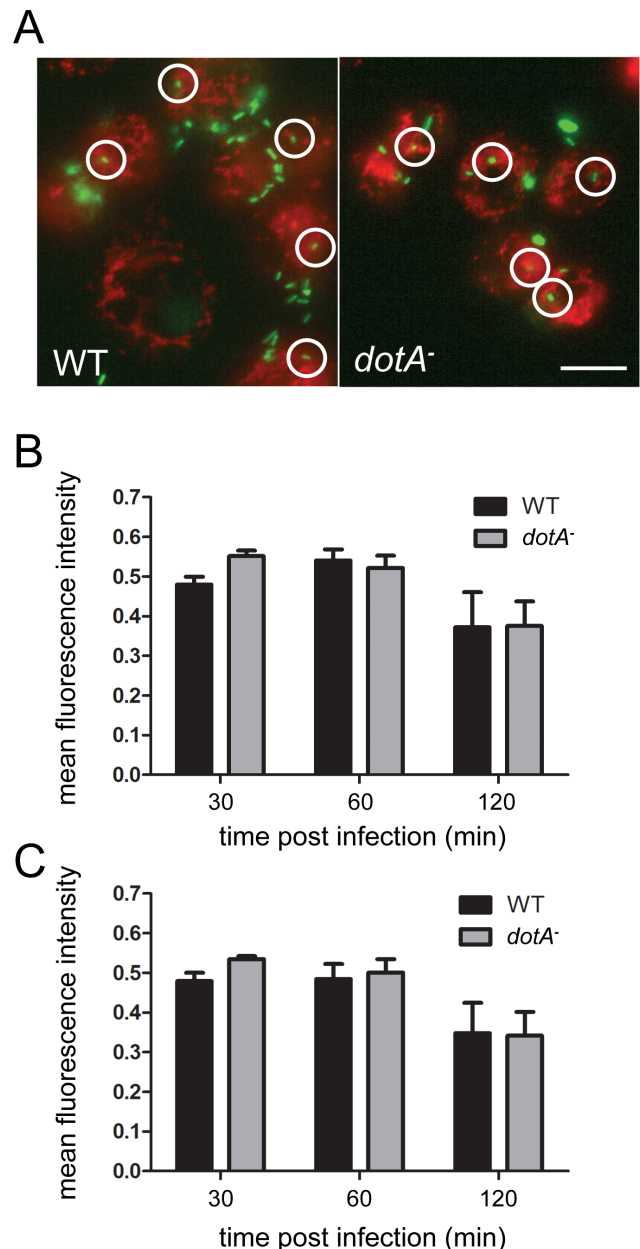 A
WT
dotA-
B
mean fluorescence intensity
0.7
0.6
0.5
0.4
0.3
0.2
0.1
0.0
WT
dotA-
30 60 120
time post infection (min)
C
mean fluorescence intensity
0.7
0.6
0.5
0.4
0.3
0.2
0.1
0.0
WT
dotA-
30 60 120
time post infection (min)